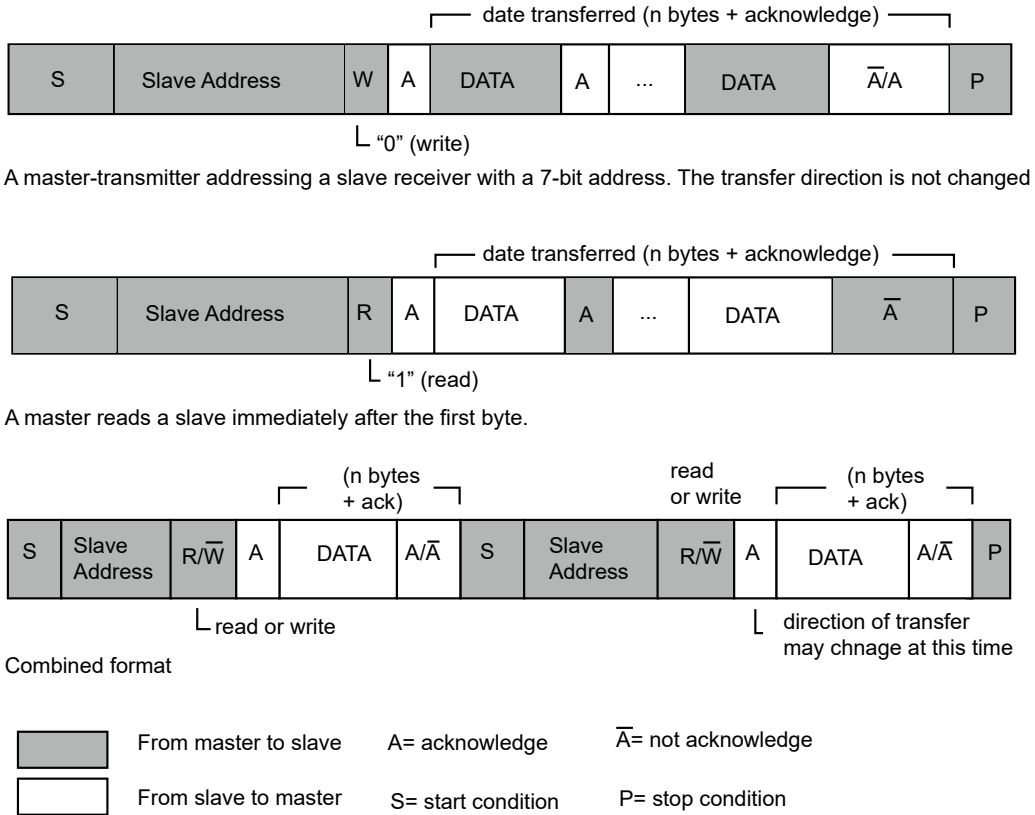 date transferred (n bytes + acknowledge)
S Slave Address W A DATA A ... DATA A̅/A P
“0” (write)
A master-transmitter addressing a slave receiver with a 7-bit address. The transfer direction is not changed
date transferred (n bytes + acknowledge)
S Slave Address R A DATA A ... DATA A̅ P
“1” (read)
A master reads a slave immediately after the first byte.
(n bytes
+ ack)
read
or write
(n bytes
+ ack)
S Slave Address R/W̅ A DATA A/A̅ S Slave Address R/W̅ A DATA A/A̅ P
read or write
direction of transfer
may chnage at this time
Combined format
From master to slave A= acknowledge A̅= not acknowledge
From slave to master S= start condition P= stop condition